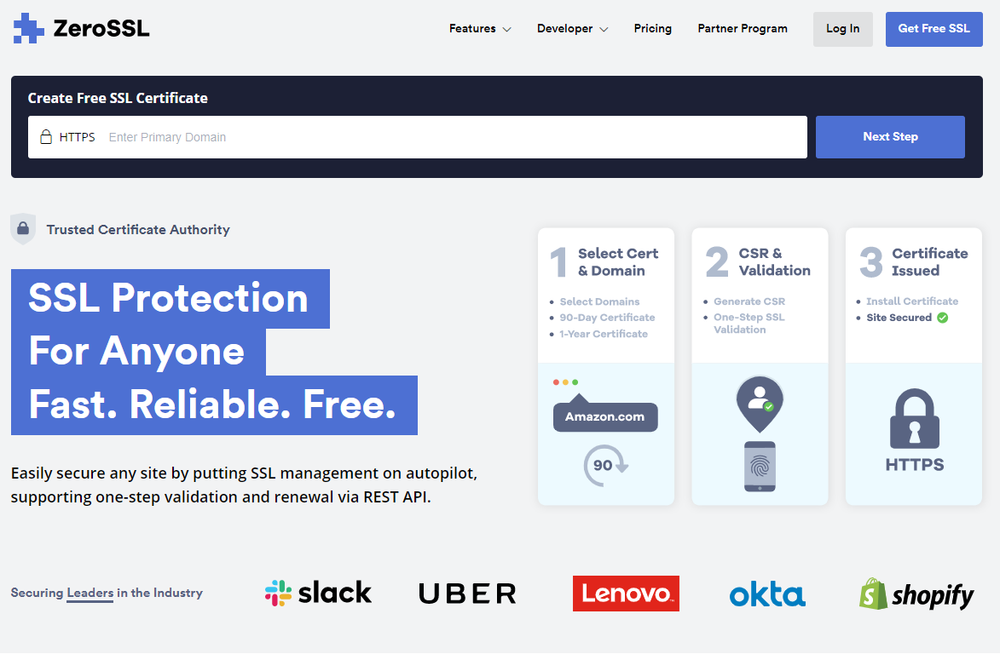 ZeroSSL
Features
Developer
Pricing
Partner Program
Log In
Get Free SSL
Create Free SSL Certificate
HTTPS
Enter Primary Domain
Next Step
Trusted Certificate Authority
SSL Protection
For Anyone
Fast. Reliable. Free.
Easily secure any site by putting SSL management on autopilot,
supporting one-step validation and renewal via REST API.
1
Select Cert
& Domain
Select Domains
90-Day Certificate
1-Year Certificate
Amazon.com
90
2
CSR &
Validation
Generate CSR
One-Step SSL
Validation
3
Certificate
Issued
Install Certificate
Site Secured
HTTPS
Securing Leaders in the Industry
slack
UBER
Lenovo™
okta
shopify